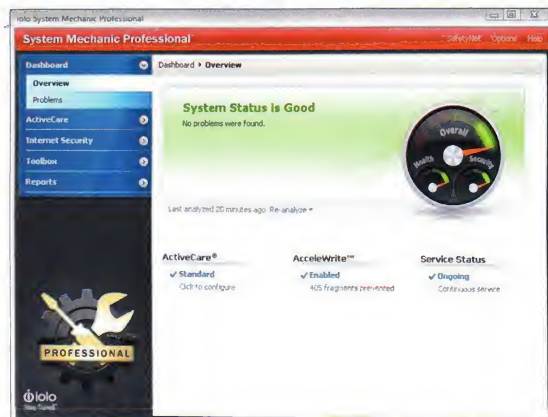 iolo System Mechanic Professional
System Mechanic Professional™
SafetyNet Options Help
Dashboard
Overview
Problems
ActiveCare
Internet Security
Toolbox
Reports
Dashboard ▸ Overview
System Status is Good
No problems were found.
Overall
Health
Security
Last analyzed 20 minutes ago Re-analyze
ActiveCare®
✓ Standard
Click to configure
AcceleWrite™
✓ Enabled
405 fragments prevented
Service Status
✓ Ongoing
Continuous service
PROFESSIONAL
iolo